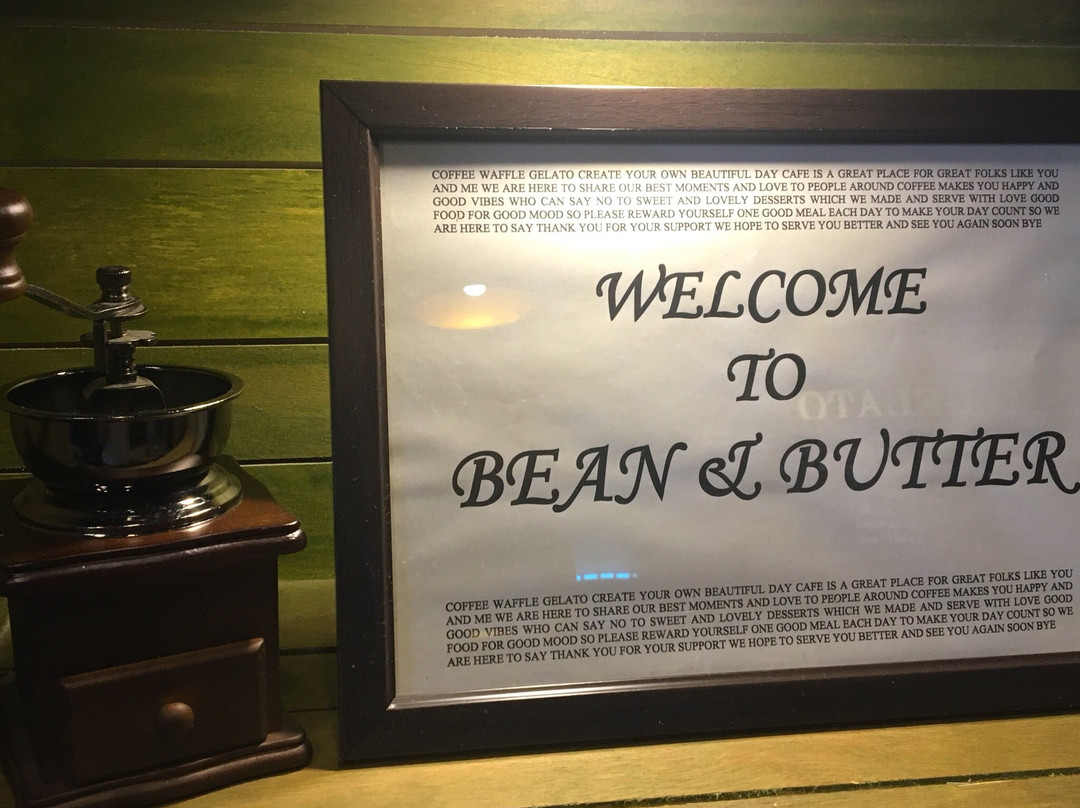 COFFEE WAFFLE GELATO CREATE YOUR OWN BEAUTIFUL DAY CAFE IS A GREAT PLACE FOR GREAT FOLKS LIKE YOU
AND ME WE ARE HERE TO SHARE OUR BEST MOMENTS AND LOVE TO PEOPLE AROUND COFFEE MAKES YOU HAPPY AND
GOOD VIBES WHO CAN SAY NO TO SWEET AND LOVELY DESSERTS WHICH WE MADE AND SERVE WITH LOVE GOOD
FOOD FOR GOOD MOOD SO PLEASE REWARD YOURSELF ONE GOOD MEAL EACH DAY TO MAKE YOUR DAY COUNT SO WE
ARE HERE TO SAY THANK YOU FOR YOUR SUPPORT WE HOPE TO SERVE YOU BETTER AND SEE YOU AGAIN SOON BYE
WELCOME
TO
GELATO
BEAN & BUTTER
COFFEE WAFFLE GELATO CREATE YOUR OWN BEAUTIFUL DAY CAFE IS A GREAT PLACE FOR GREAT FOLKS LIKE YOU
AND ME WE ARE HERE TO SHARE OUR BEST MOMENTS AND LOVE TO PEOPLE AROUND COFFEE MAKES YOU HAPPY AND
GOOD VIBES WHO CAN SAY NO TO SWEET AND LOVELY DESSERTS WHICH WE MADE AND SERVE WITH LOVE GOOD
FOOD FOR GOOD MOOD SO PLEASE REWARD YOURSELF ONE GOOD MEAL EACH DAY TO MAKE YOUR DAY COUNT SO WE
ARE HERE TO SAY THANK YOU FOR YOUR SUPPORT WE HOPE TO SERVE YOU BETTER AND SEE YOU AGAIN SOON BYE